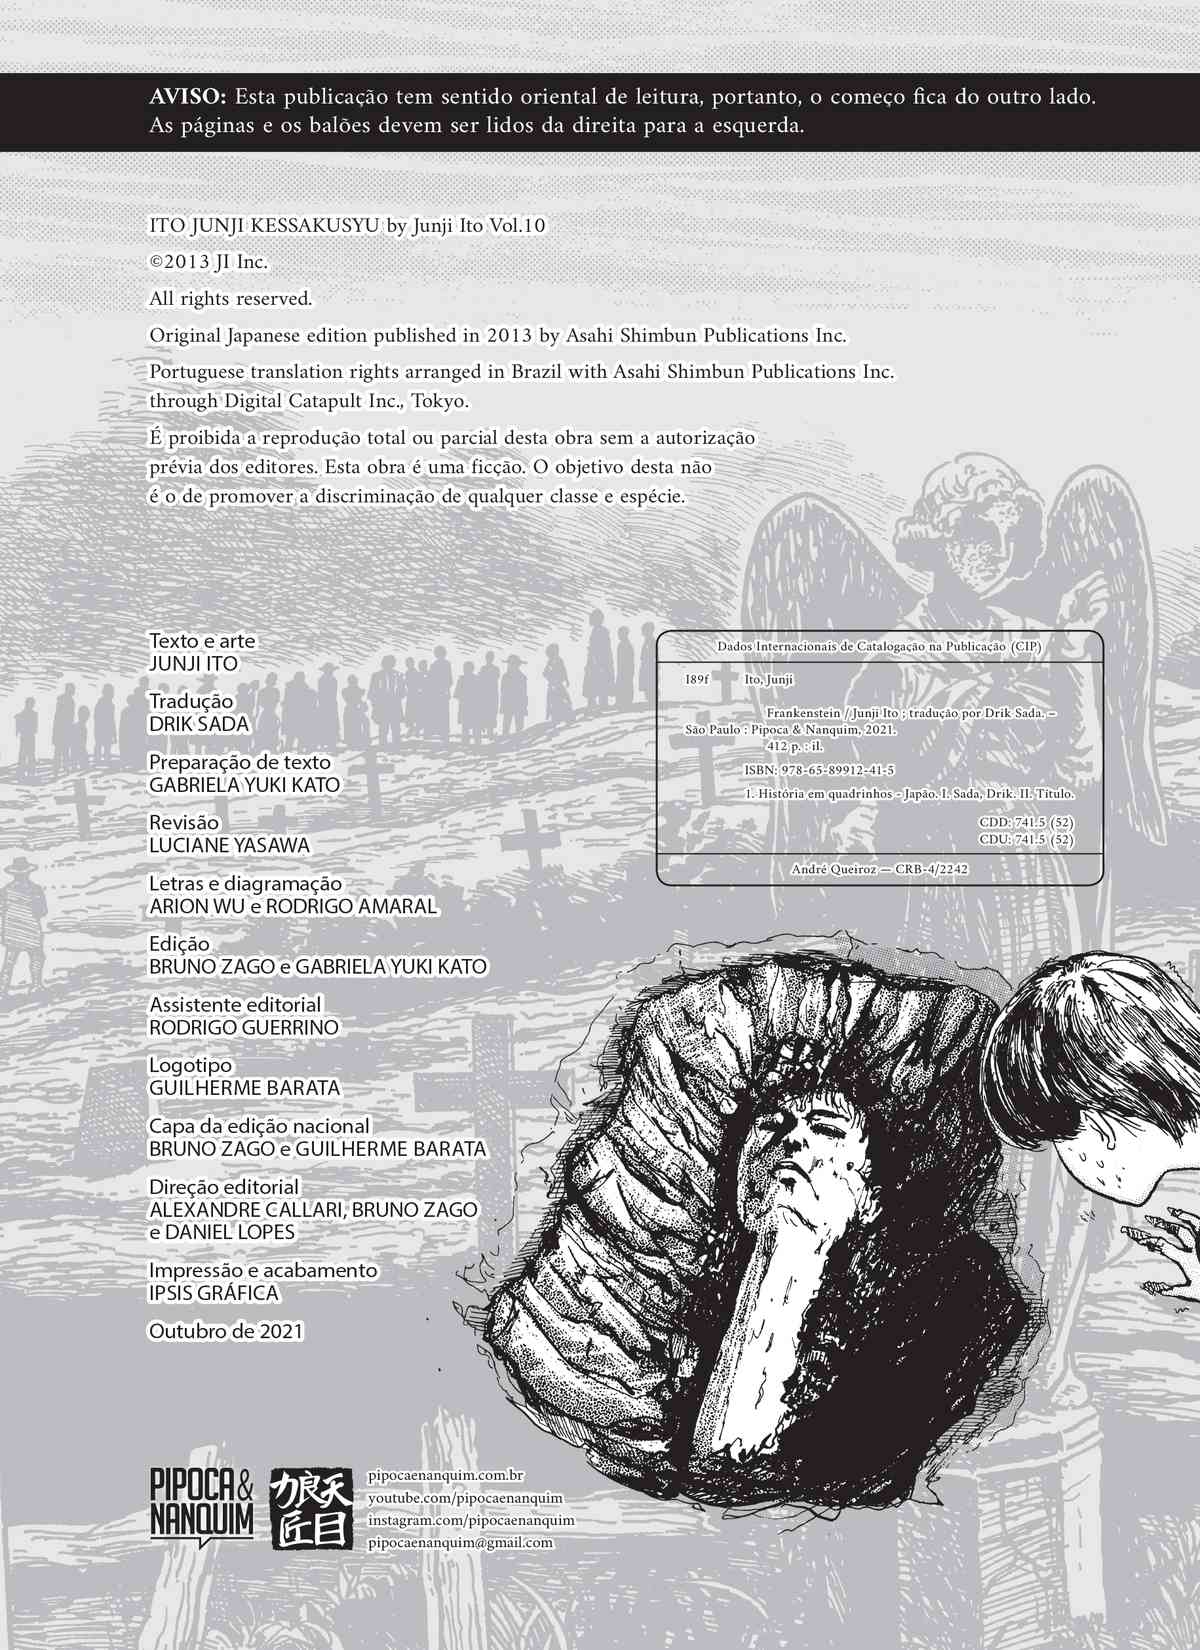 AVISO: Esta publicação tem sentido oriental de leitura, portanto, o começo fica do outro lado.
As páginas e os balões devem ser lidos da direita para a esquerda.
ITO JUNJI KESSAKUSYU by Junji Ito Vol.10
©2013 JI Inc.
All rights reserved.
Original Japanese edition published in 2013 by Asahi Shimbun Publications Inc.
Portuguese translation rights arranged in Brazil with Asahi Shimbun Publications Inc.
through Digital Catapult Inc., Tokyo.
É proibida a reprodução total ou parcial desta obra sem a autorização
prévia dos editores. Esta obra é uma ficção. O objetivo desta não
é o de promover a discriminação de qualquer classe e espécie.
Texto e arte
JUNJI ITO
Tradução
DRIK SADA
Preparação de texto
GABRIELA YUKI KATO
Revisão
LUCIANE YASAWA
Letras e diagramação
ARION WU e RODRIGO AMARAL
Edição
BRUNO ZAGO e GABRIELA YUKI KATO
Assistente editorial
RODRIGO GUERRINO
Logotipo
GUILHERME BARATA
Capa da edição nacional
BRUNO ZAGO e GUILHERME BARATA
Direção editorial
ALEXANDRE CALLARI, BRUNO ZAGO
e DANIEL LOPES
Impressão e acabamento
IPSIS GRÁFICA
Outubro de 2021
Dados Internacionais de Catalogação na Publicação (CIP)
I89f Ito, Junji
Frankenstein / Junji Ito ; tradução por Drik Sada. –
São Paulo : Pipoca & Nanquim, 2021.
412 p. : il.
ISBN: 978-65-89912-41-5
1. História em quadrinhos - Japão. I. Sada, Drik. II. Título.
CDD: 741.5 (52)
CDU: 741.5 (52)
André Queiroz — CRB-4/2242
PIPOCA &
NANQUIM
天狼力
目匠
pipocaenanquim.com.br
youtube.com/pipocaenanquim
instagram.com/pipocaenanquim
pipocaenanquim@gmail.com